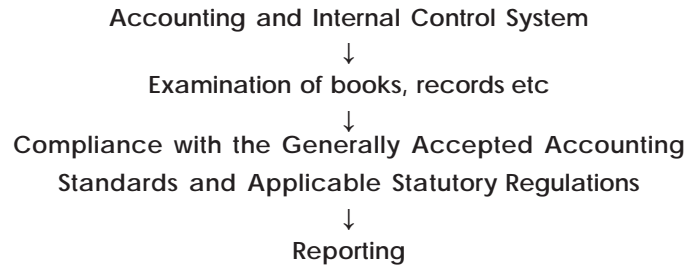 Accounting and Internal Control System
↓
Examination of books, records etc
↓
Compliance with the Generally Accepted Accounting
Standards and Applicable Statutory Regulations
↓
Reporting